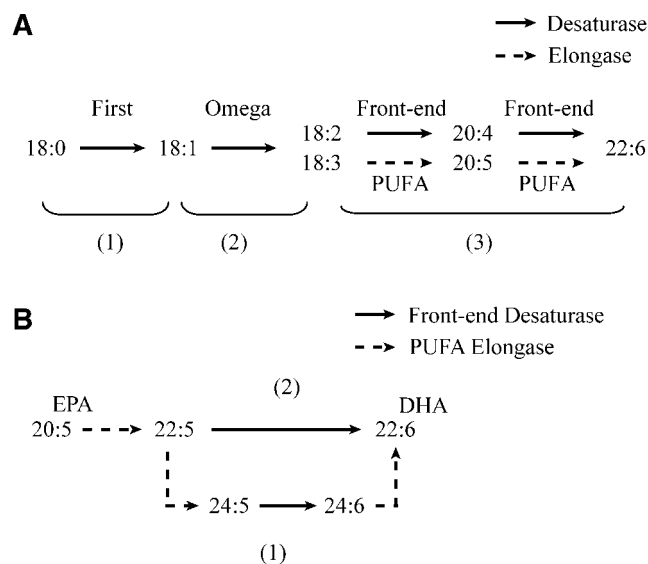 A
Desaturase
Elongase
First Omega Front-end Front-end
18:0 18:1 18:2 20:4 22:6
18:3 20:5
PUFA PUFA
(1) (2) (3)
B
Front-end Desaturase
PUFA Elongase
(2)
EPA DHA
20:5 22:5 22:6
24:5 24:6
(1)